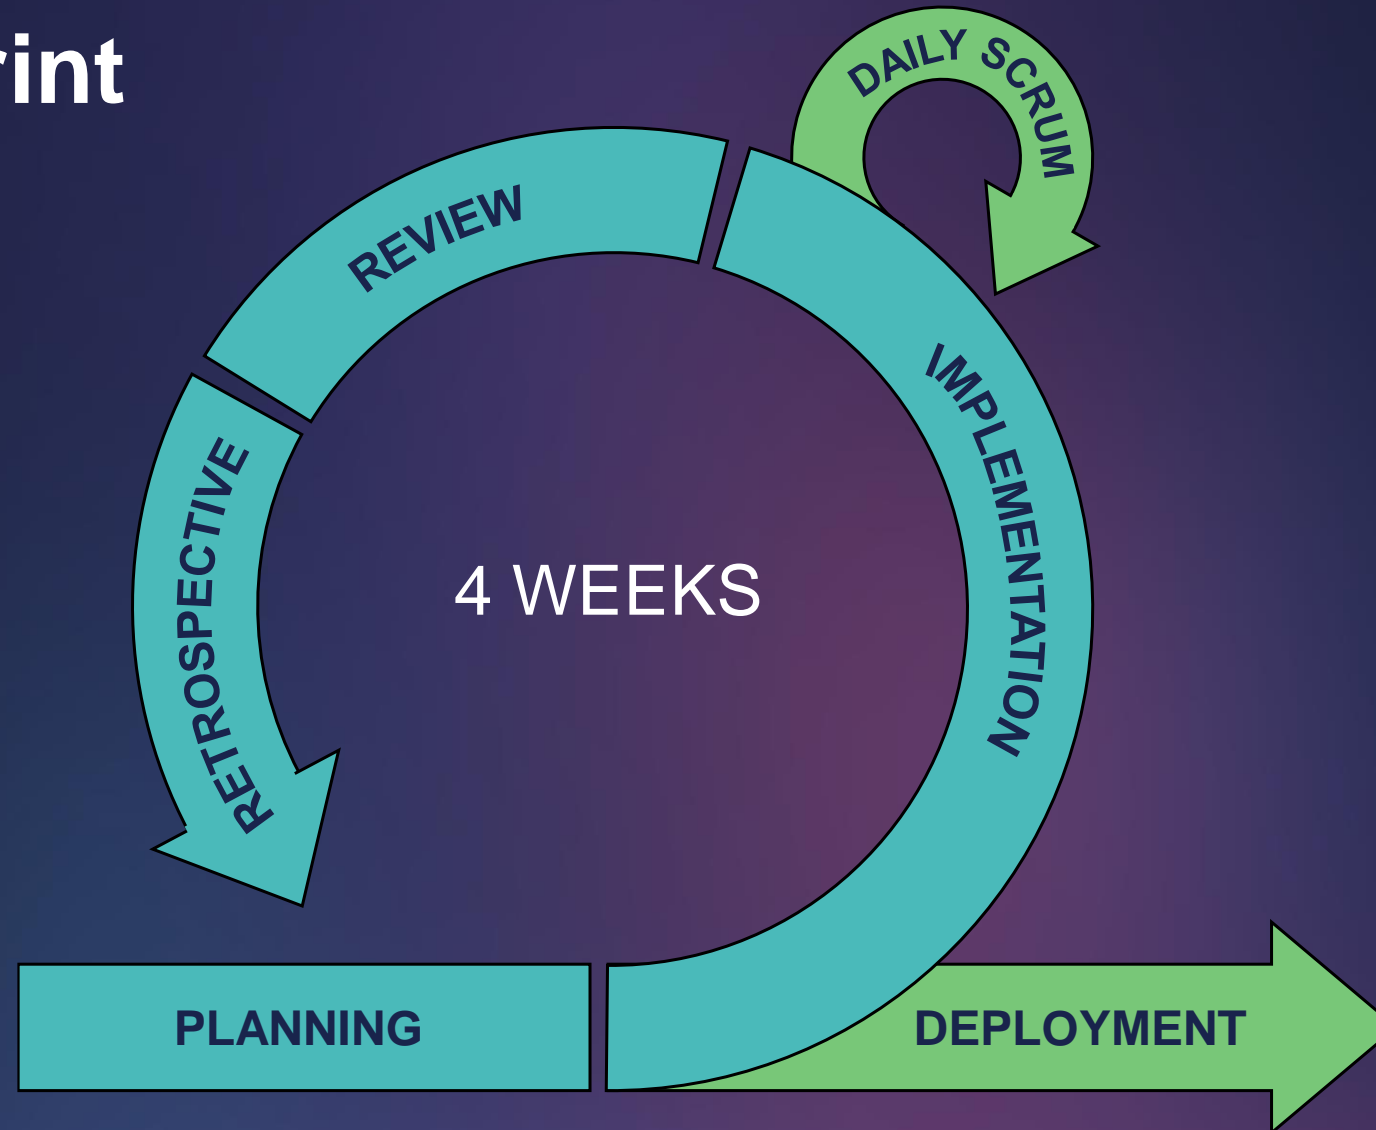 rint
DAILY SCRUM
REVIEW
IMPLEMENTATION
RETROSPECTIVE
4 WEEKS
PLANNING
DEPLOYMENT